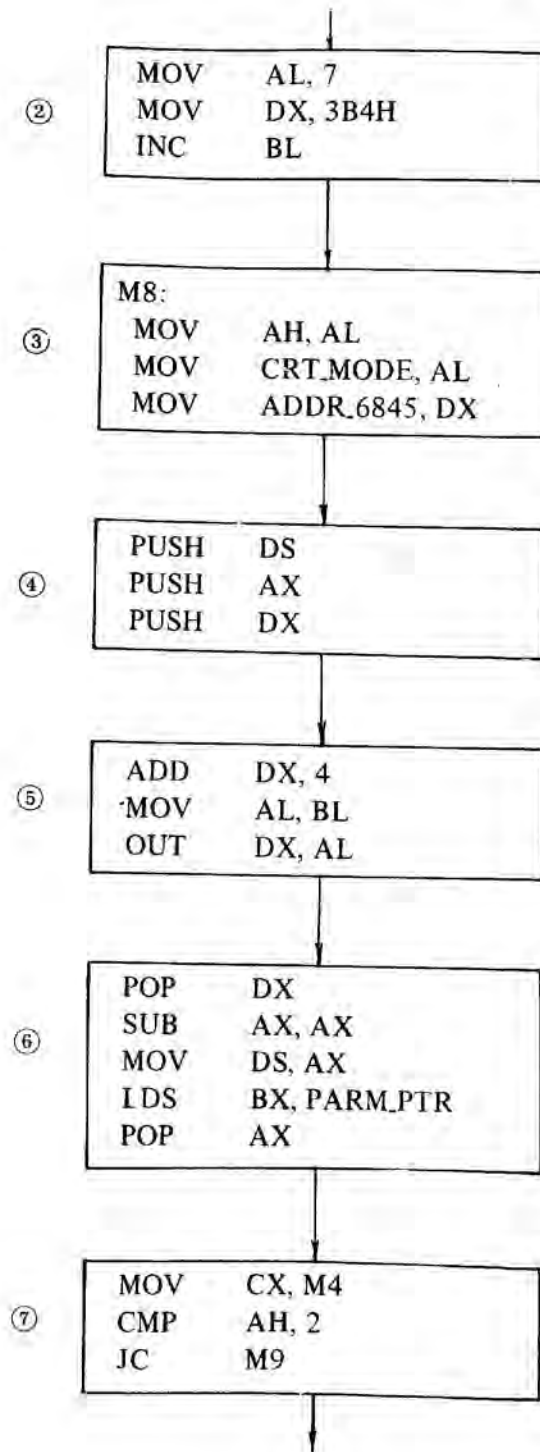 ②
MOV AL, 7
MOV DX, 3B4H
INC BL
③
M8:
MOV AH, AL
MOV CRT_MODE, AL
MOV ADDR_6845, DX
④
PUSH DS
PUSH AX
PUSH DX
⑤
ADD DX, 4
MOV AL, BL
OUT DX, AL
⑥
POP DX
SUB AX, AX
MOV DS, AX
LDS BX, PARM_PTR
POP AX
⑦
MOV CX, M4
CMP AH, 2
JC M9